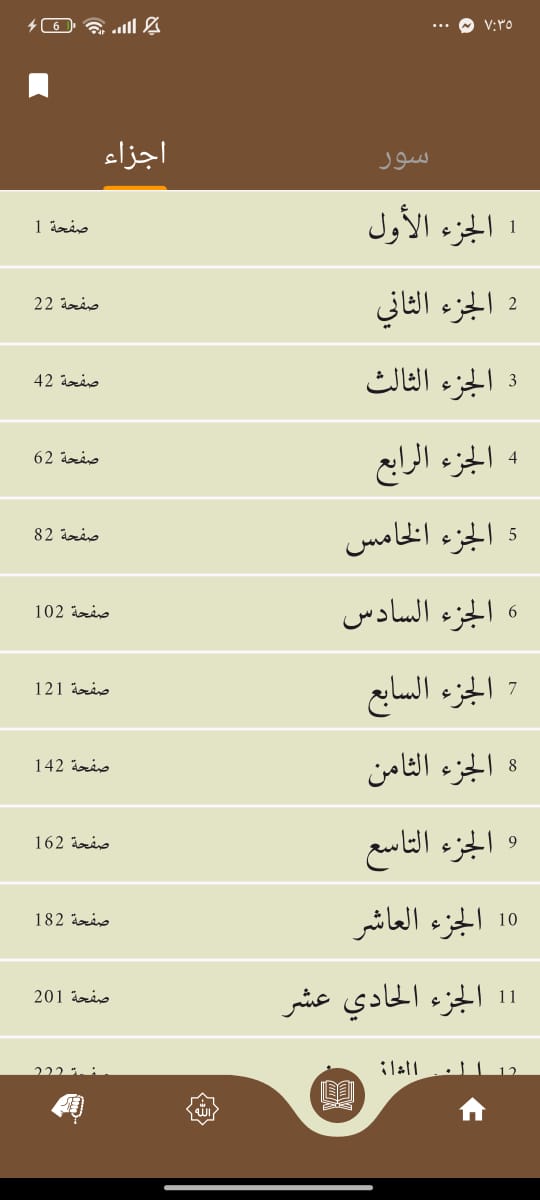 ٧:٣٥ ... 6
سور اجزاء
1 الجزء الأول صفحة 1
2 الجزء الثاني صفحة 22
3 الجزء الثالث صفحة 42
4 الجزء الرابع صفحة 62
5 الجزء الخامس صفحة 82
6 الجزء السادس صفحة 102
7 الجزء السابع صفحة 121
8 الجزء الثامن صفحة 142
9 الجزء التاسع صفحة 162
10 الجزء العاشر صفحة 182
11 الجزء الحادي عشر صفحة 201
12 الجزء صفحة 222
الله